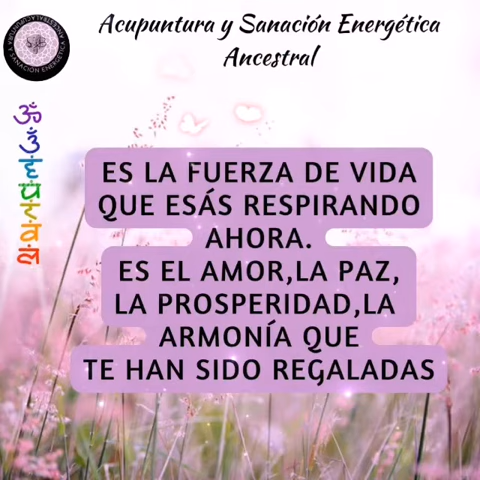 Acupuntura y Sanación Energética
Ancestral
ES LA FUERZA DE VIDA
QUE ESÁS RESPIRANDO
AHORA.
ES EL AMOR,LA PAZ,
LA PROSPERIDAD,LA
ARMONÍA QUE
TE HAN SIDO REGALADAS